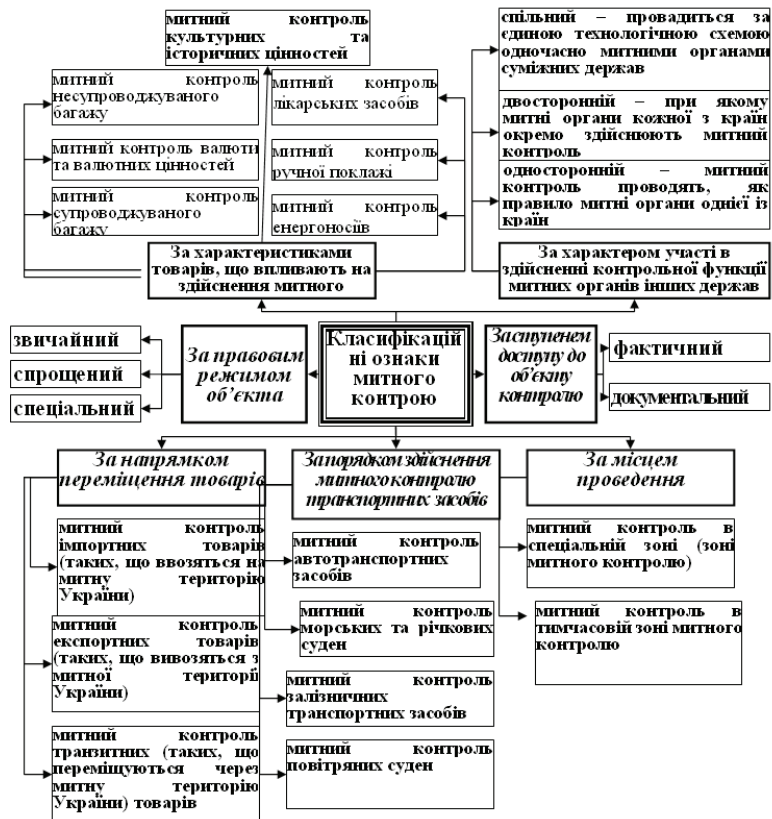 митний контроль
культурних та
історичних цінностей
митний контроль
несупроводжуваного
багажу
митний контроль валюти
та валютних цінностей
митний контроль
супроводжуваного
багажу
митний контроль
лікарських засобів
митний контроль
ручної поклажі
митний контроль
енергоносіїв
спільний – провадиться за
єдиною технологічною схемою
одночасно митними органами
суміжних держав
двосторонній – при якому
митні органи кожної з країн
окремо здійснюють митний
контроль
односторонній – митний
контроль проводять, як
правило митні органи однієї із
країн
За характеристиками
товарів, що впливають на
здійснення митного
За характером участі в
здійсненні контрольної функції
митних органів інших держав
звичайний
спрощений
спеціальний
За правовим
режимом
об’єкта
Класифікацій
ні ознаки
митного
контрою
Заступенем
доступу до
об’єкту
контролю
фактичний
документальний
За напрямком
переміщення товарів
Запорядком здійснення
митного контролю
транспортних засобів
За місцем
проведення
митний контроль
імпортних товарів
(таких, що ввозяться на
митну територію
України)
митний контроль
експортних товарів
(таких, що вивозяться з
митної території
України)
митний контроль
транзитних (таких, що
переміщуються через
митну територію
України) товарів
митний контроль
автотранспортних
засобів
митний контроль
морських та річкових
суден
митний контроль
залізничних
транспортних засобів
митний контроль
повітряних суден
митний контроль в
спеціальній зоні (зоні
митного контролю)
митний контроль в
тимчасовій зоні митного
контролю